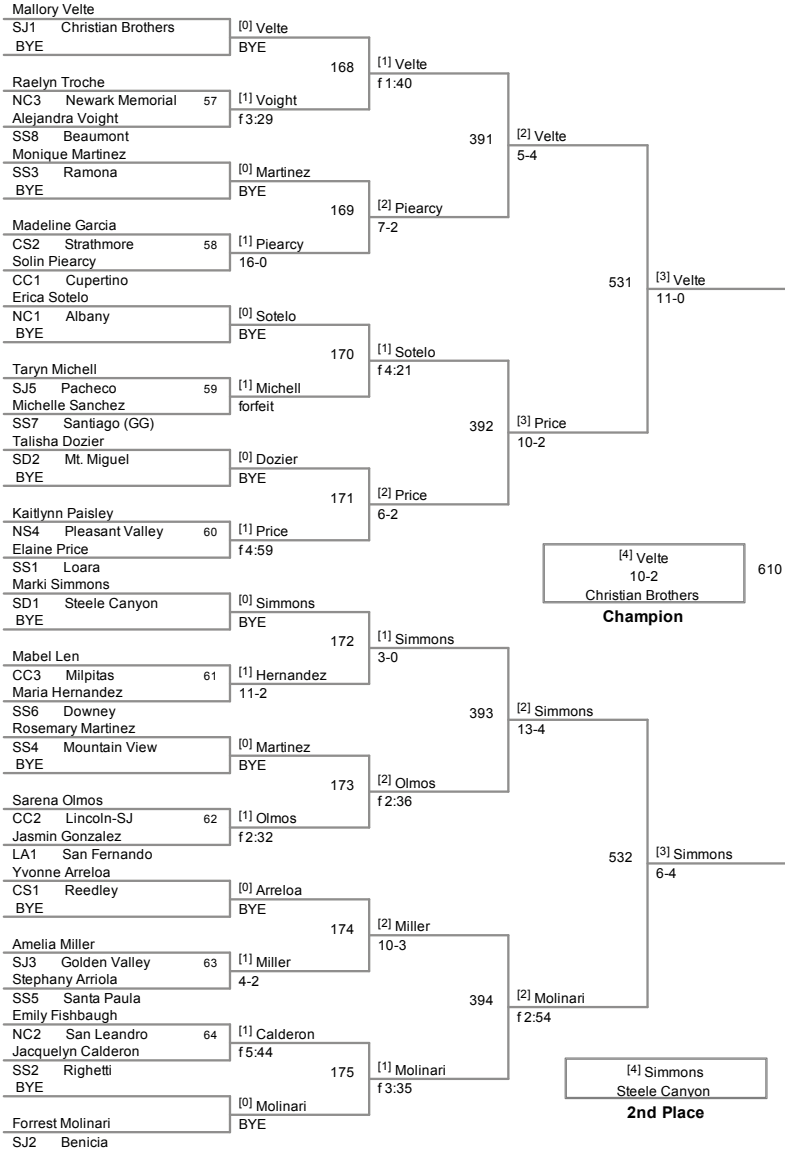 Mallory Velte
SJ1 Christian Brothers
BYE
[0] Velte
BYE
168
[1] Velte
f 1:40
Raelyn Troche
NC3 Newark Memorial 57
Alejandra Voight
SS8 Beaumont
[1] Voight
f 3:29
391
[2] Velte
5-4
Monique Martinez
SS3 Ramona
BYE
[0] Martinez
BYE
169
[2] Piearcy
7-2
Madeline Garcia
CS2 Strathmore 58
Solin Piearcy
CC1 Cupertino
[1] Piearcy
16-0
531
[3] Velte
11-0
Erica Sotelo
NC1 Albany
BYE
[0] Sotelo
BYE
170
[1] Sotelo
f 4:21
Taryn Michell
SJ5 Pacheco 59
Michelle Sanchez
SS7 Santiago (GG)
[1] Michell
forfeit
392
[3] Price
10-2
Talisha Dozier
SD2 Mt. Miguel
BYE
[0] Dozier
BYE
171
[2] Price
6-2
Kaitlynn Paisley
NS4 Pleasant Valley 60
Elaine Price
SS1 Loara
[1] Price
f 4:59
[4] Velte
10-2
Christian Brothers
610
Champion
Marki Simmons
SD1 Steele Canyon
BYE
[0] Simmons
BYE
172
[1] Simmons
3-0
Mabel Len
CC3 Milpitas 61
Maria Hernandez
SS6 Downey
[1] Hernandez
11-2
393
[2] Simmons
13-4
Rosemary Martinez
SS4 Mountain View
BYE
[0] Martinez
BYE
173
[2] Olmos
f 2:36
Sarena Olmos
CC2 Lincoln-SJ 62
Jasmin Gonzalez
LA1 San Fernando
[1] Olmos
f 2:32
532
[3] Simmons
6-4
Yvonne Arreloa
CS1 Reedley
BYE
[0] Arreloa
BYE
174
[2] Miller
10-3
Amelia Miller
SJ3 Golden Valley 63
Stephany Arriola
SS5 Santa Paula
[1] Miller
4-2
394
[2] Molinari
f 2:54
Emily Fishbaugh
NC2 San Leandro 64
Jacquelyn Calderon
SS2 Righetti
[1] Calderon
f 5:44
175
[1] Molinari
f 3:35
BYE
Forrest Molinari
SJ2 Benicia
[0] Molinari
BYE
[4] Simmons
Steele Canyon
2nd Place